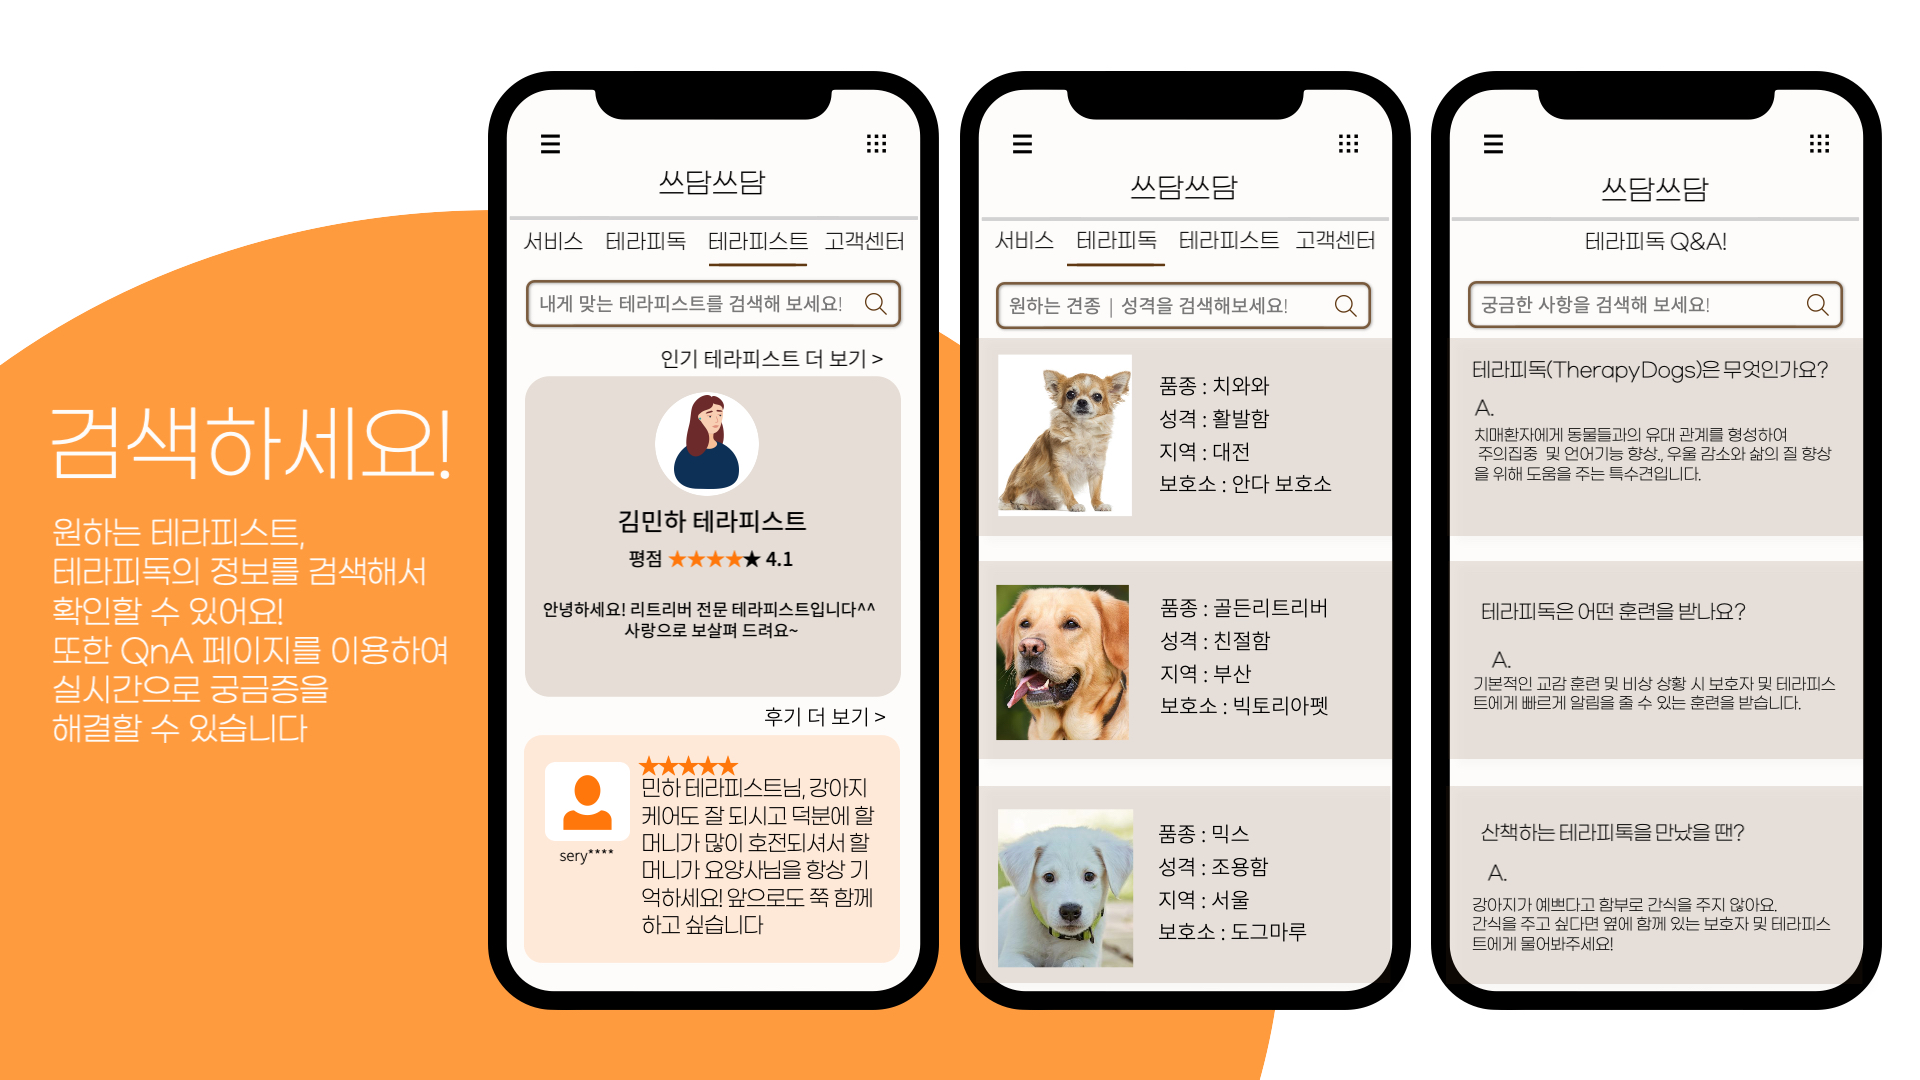 검색하세요!
원하는 테라피스트,
테라피독의 정보를 검색해서
확인할 수 있어요!
또한 QnA 페이지를 이용하여
실시간으로 궁금증을
해결할 수 있습니다
쓰담쓰담
서비스 테라피독 테라피스트 고객센터
내게 맞는 테라피스트를 검색해 보세요!
인기 테라피스트 더 보기 >
김민하 테라피스트
평점 ★★★★★ 4.1
안녕하세요! 리트리버 전문 테라피스트입니다^^
사랑으로 보살펴 드려요~
후기 더 보기 >
★★★★★
민하 테라피스트님, 강아지
케어도 잘 되시고 덕분에 할
머니가 많이 호전되셔서 할
머니가 요양사님을 항상 기
억하세요! 앞으로도 쭉 함께
하고 싶습니다
sery****
쓰담쓰담
서비스 테라피독 테라피스트 고객센터
원하는 견종 | 성격을 검색해보세요!
품종 : 치와와
성격 : 활발함
지역 : 대전
보호소 : 안다 보호소
품종 : 골든리트리버
성격 : 친절함
지역 : 부산
보호소 : 빅토리아펫
품종 : 믹스
성격 : 조용함
지역 : 서울
보호소 : 도그마루
쓰담쓰담
테라피독 Q&A!
궁금한 사항을 검색해 보세요!
테라피독(TherapyDogs)은 무엇인가요?
A.
치매환자에게 동물들과의 유대 관계를 형성하여
주의집중 및 언어기능 향상., 우울 감소와 삶의 질 향상
을 위해 도움을 주는 특수견입니다.
테라피독은 어떤 훈련을 받나요?
A.
기본적인 교감 훈련 및 비상 상황 시 보호자 및 테라피스
트에게 빠르게 알림을 줄 수 있는 훈련을 받습니다.
산책하는 테라피톡을 만났을 땐?
A.
강아지가 예쁘다고 함부로 간식을 주지 않아요.
간식을 주고 싶다면 옆에 함께 있는 보호자 및 테라피스
트에게 물어봐주세요!